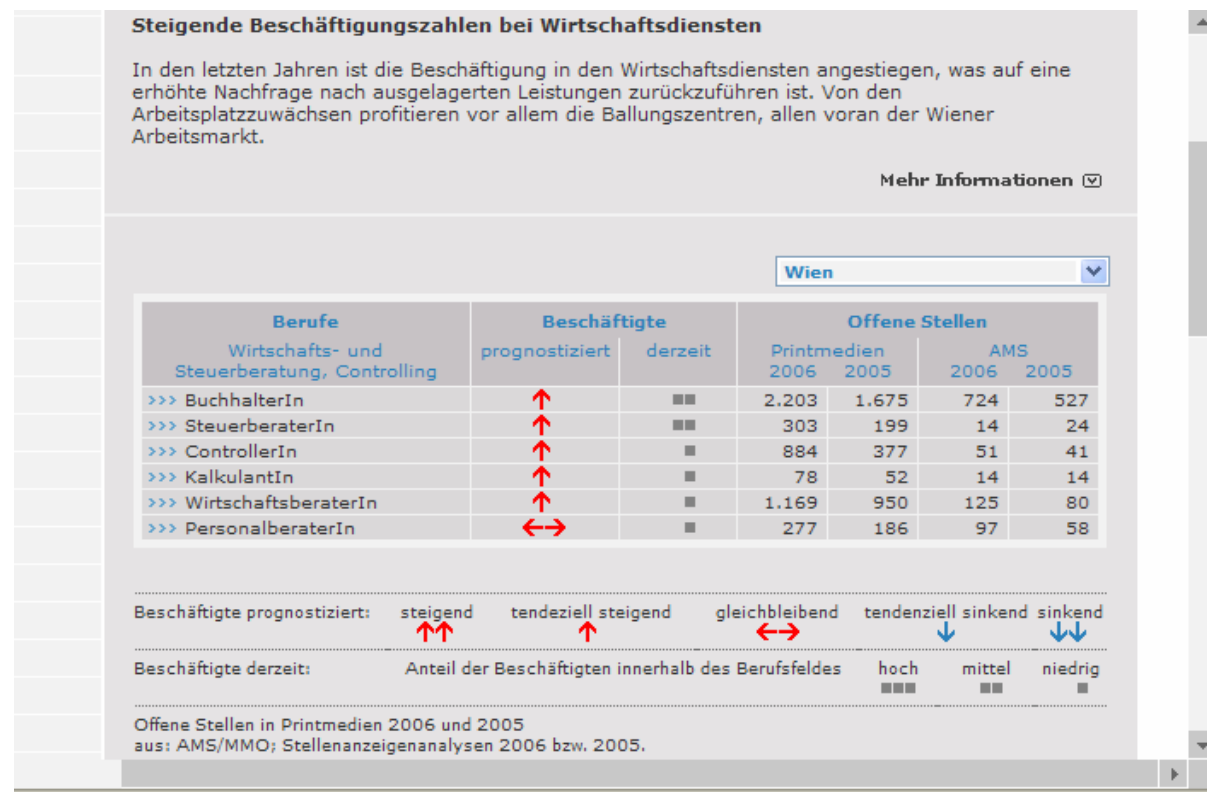 Steigende Beschäftigungszahlen bei Wirtschaftsdiensten
In den letzten Jahren ist die Beschäftigung in den Wirtschaftsdiensten angestiegen, was auf eine
erhöhte Nachfrage nach ausgelagerten Leistungen zurückzuführen ist. Von den
Arbeitsplatzzuwächsen profitieren vor allem die Ballungszentren, allen voran der Wiener
Arbeitsmarkt.
Mehr Informationen
Wien
Berufe Beschäftigte Offene Stellen
Wirtschafts- und prognostiziert derzeit Printmedien AMS
Steuerberatung, Controlling 2006 2005 2006 2005
>>> BuchhalterIn ↑ ■■ 2.203 1.675 724 527
>>> SteuerberaterIn ↑ ■■ 303 199 14 24
>>> ControllerIn ↑ ■ 884 377 51 41
>>> KalkulantIn ↑ ■ 78 52 14 14
>>> WirtschaftsberaterIn ↑ ■ 1.169 950 125 80
>>> PersonalberaterIn ←→ ■ 277 186 97 58
Beschäftigte prognostiziert: steigend tendeziell steigend gleichbleibend tendenziell sinkend sinkend
↑↑ ↑ ←→ ↓ ↓↓
Beschäftigte derzeit: Anteil der Beschäftigten innerhalb des Berufsfeldes hoch mittel niedrig
■■■ ■■ ■
Offene Stellen in Printmedien 2006 und 2005
aus: AMS/MMO; Stellenanzeigenanalysen 2006 bzw. 2005.